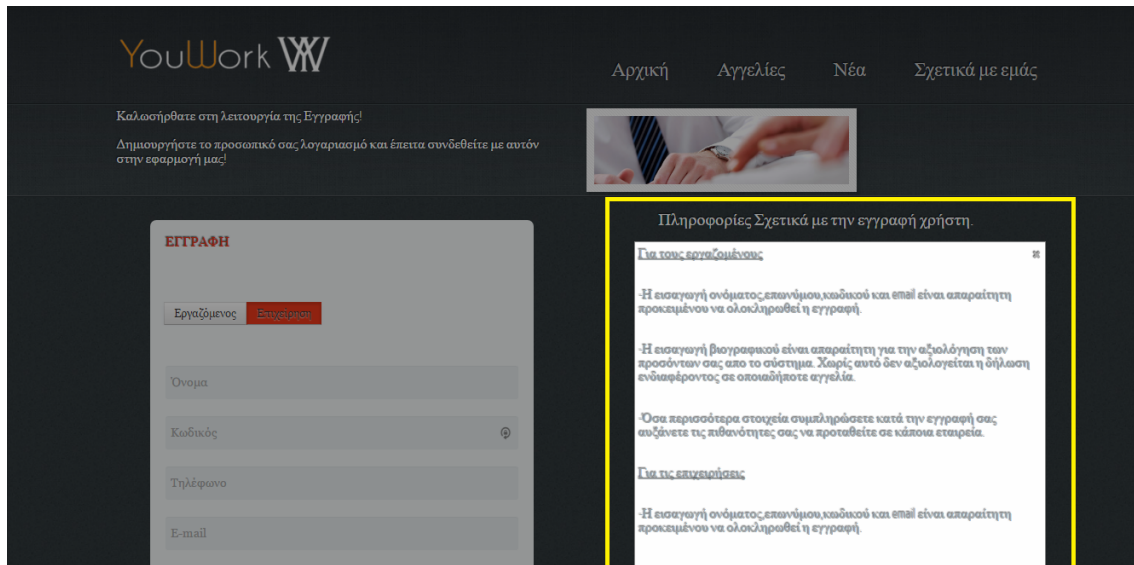 YouWork
Αρχική Αγγελίες Νέα Σχετικά με εμάς
Καλωσήρθατε στη λειτουργία της Εγγραφής!
Δημιουργήστε το προσωπικό σας λογαριασμό και έπειτα συνδεθείτε με αυτόν
στην εφαρμογή μας!
ΕΓΓΡΑΦΗ
Εργαζόμενος Επιχείρηση
Όνομα
Κωδικός
Τηλέφωνο
E-mail
Πληροφορίες Σχετικά με την εγγραφή χρήστη.
Για τους εργαζομένους
-Η εισαγωγή ονόματος,επωνύμου,κωδικού και email είναι απαραίτητη
προκειμένου να ολοκληρωθεί η εγγραφή.
-Η εισαγωγή βιογραφικού είναι απαραίτητη για την αξιολόγηση των
προσόντων σας απο το σύστημα. Χωρίς αυτό δεν αξιολογείται η δήλωση
ενδιαφέροντος σε οποιαδήποτε αγγελία.
-Όσα περισσότερα στοιχεία συμπληρώσετε κατά την εγγραφή σας
αυξάνετε τις πιθανότητες σας να προταθείτε σε κάποια εταιρεία.
Για τις επιχειρήσεις
-Η εισαγωγή ονόματος,επωνύμου,κωδικού και email είναι απαραίτητη
προκειμένου να ολοκληρωθεί η εγγραφή.